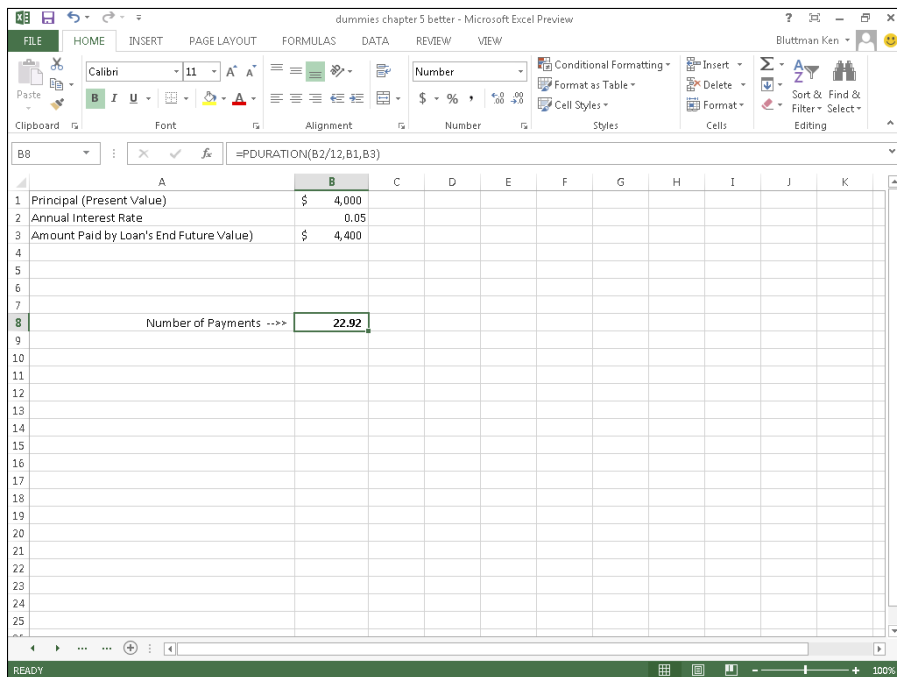 dummies chapter 5 better - Microsoft Excel Preview
?
FILE HOME INSERT PAGE LAYOUT FORMULAS DATA REVIEW VIEW Bluttman Ken
Paste
Calibri 11 A A
B I U A
Number
$ % , .00 .0
Conditional Formatting
Format as Table
Cell Styles
Insert
Delete
Format
Σ
Sort & Filter
Find & Select
Clipboard Font Alignment Number Styles Cells Editing
B8 fx =PDURATION(B2/12,B1,B3)
A B C D E F G H I J K
1 Principal (Present Value) $ 4,000
2 Annual Interest Rate 0.05
3 Amount Paid by Loan's End Future Value) $ 4,400
4
5
6
7
8 Number of Payments -->> 22.92
9
10
11
12
13
14
15
16
17
18
19
20
21
22
23
24
25
... ...
READY 100%